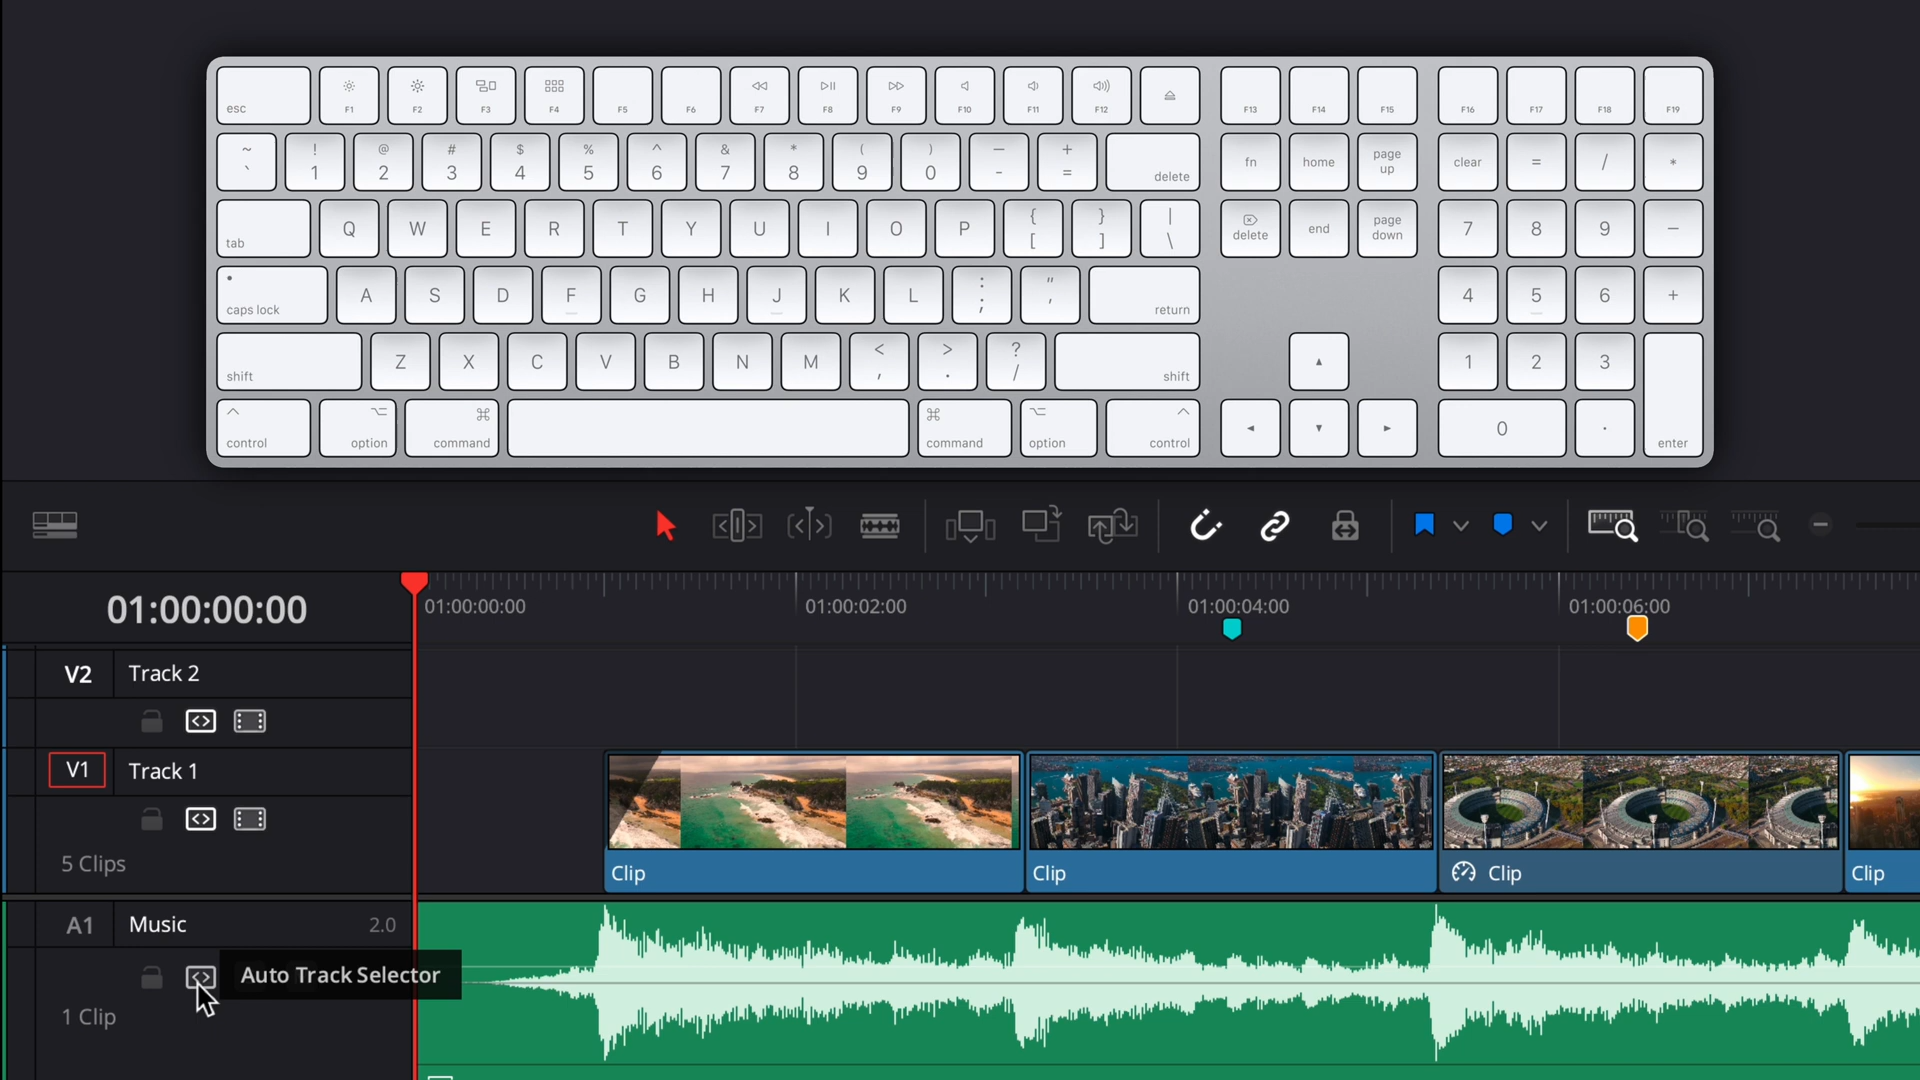 esc F1 F2 F3 F4 F5 F6 F7 F8 F9 F10 F11 F12 F13 F14 F15 F16 F17 F18 F19
~ ` ! 1 @ 2 # 3 $ 4 % 5 ^ 6 & 7 * 8 ( 9 ) 0 — - + = delete fn home page up clear = / *
tab Q W E R T Y U I O P { [ } ] | \ delete end page down 7 8 9 −
caps lock A S D F G H J K L : ; " ' return 4 5 6 +
shift Z X C V B N M < , > . ? / shift 1 2 3
control option command command option control 0 . enter
01:00:00:00
01:00:00:00 01:00:02:00 01:00:04:00 01:00:06:00
V2 Track 2
V1 Track 1
5 Clips
Clip Clip Clip Clip
A1 Music 2.0
Auto Track Selector
1 Clip